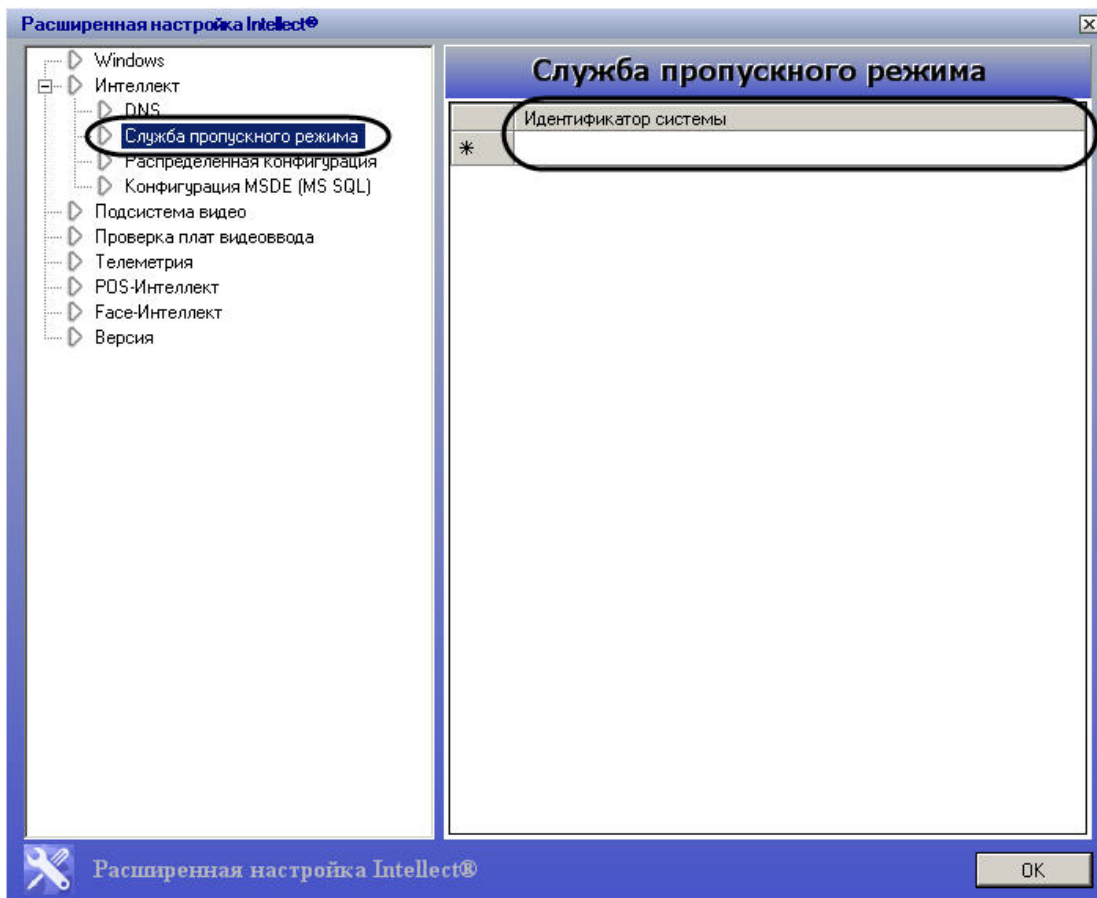 Расширенная настройка Intellect®
Windows
Интеллект
DNS
Служба пропускного режима
Распределенная конфигурация
Конфигурация MSDE (MS SQL)
Подсистема видео
Проверка плат видеоввода
Телеметрия
POS-Интеллект
Face-Интеллект
Версия
Служба пропускного режима
Идентификатор системы
Расширенная настройка Intellect®
OK